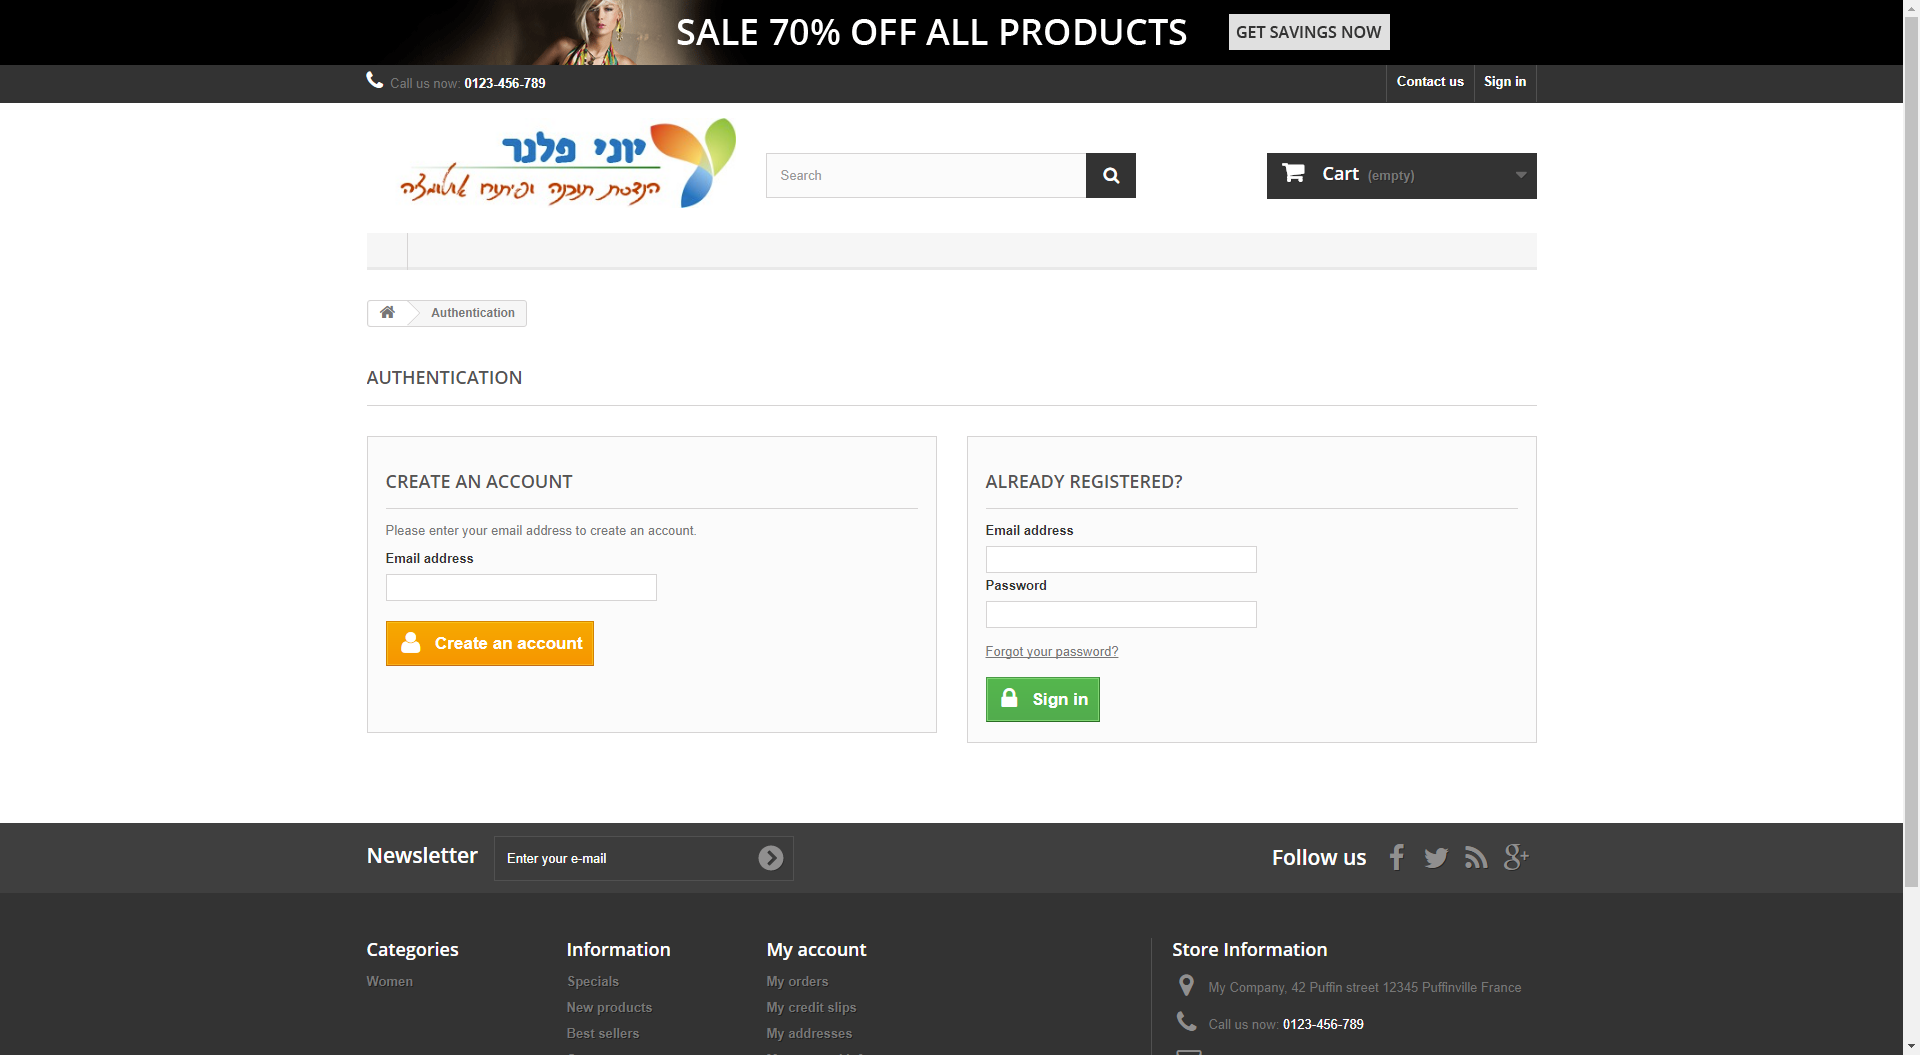 SALE 70% OFF ALL PRODUCTS
GET SAVINGS NOW
Call us now: 0123-456-789
Contact us
Sign in
יוני פלנר
הנדסת תוכנה ופיתוח אוטומציה
Search
Cart (empty)
Authentication
AUTHENTICATION
CREATE AN ACCOUNT
Please enter your email address to create an account.
Email address
Create an account
ALREADY REGISTERED?
Email address
Password
Forgot your password?
Sign in
Newsletter
Enter your e-mail
Follow us
Categories
Women
Information
Specials
New products
Best sellers
My account
My orders
My credit slips
My addresses
Store Information
My Company, 42 Puffin street 12345 Puffinville France
Call us now: 0123-456-789